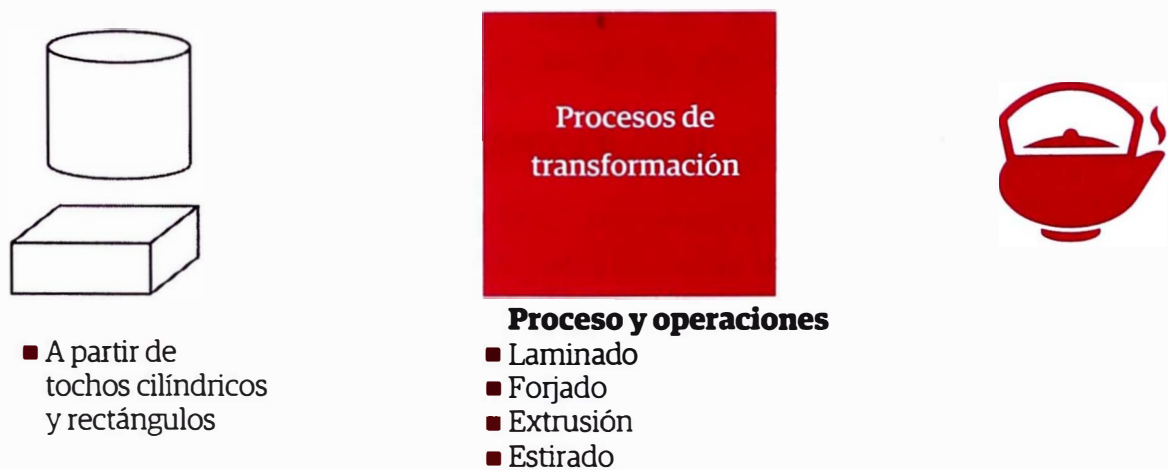 Procesos de
transformación
Proceso y operaciones
■ A partir de
tochos cilíndricos
y rectángulos
■ Laminado
■ Forjado
■ Extrusión
■ Estirado